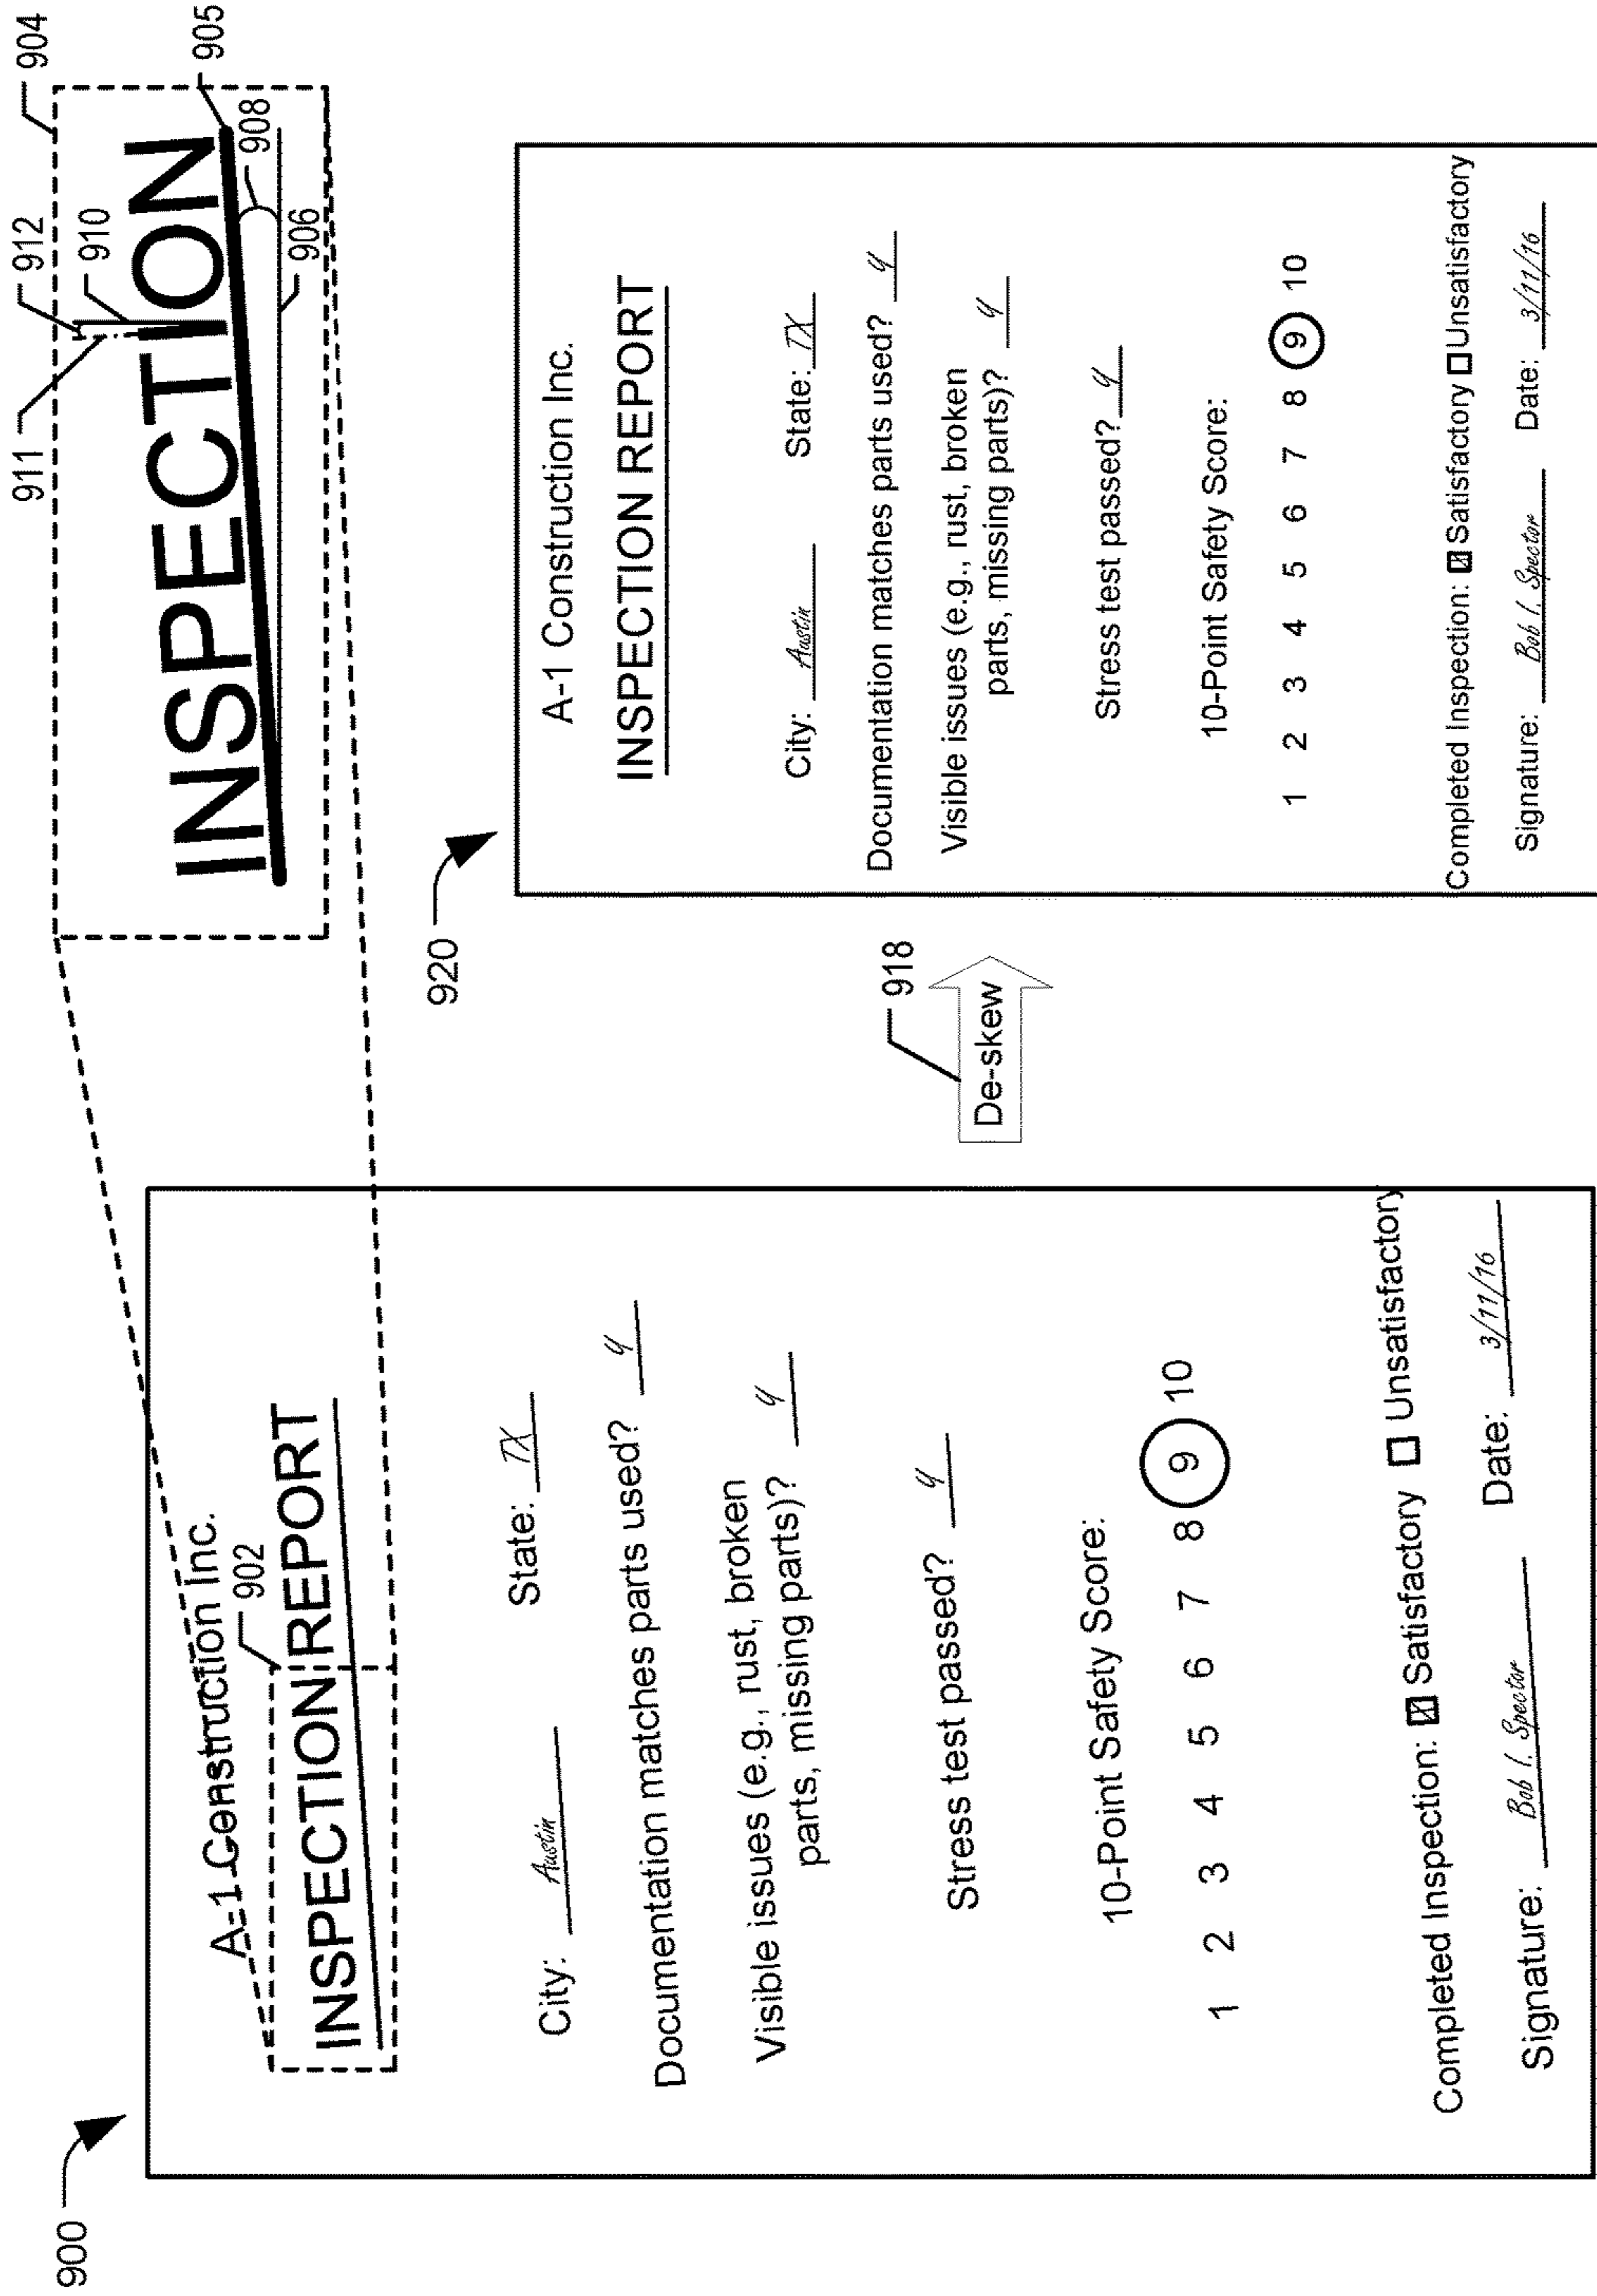 900
A-1 Construction Inc.
902
INSPECTION REPORT
City: Austin State: TX
Documentation matches parts used? y
Visible issues (e.g., rust, broken
parts, missing parts)? y
Stress test passed? y
10-Point Safety Score:
1 2 3 4 5 6 7 8 9 10
Completed Inspection: Satisfactory Unsatisfactory
Signature: Bob I. Spector Date: 3/11/16
911
912
904
910
INSPECTION
905
908
906
918
De-skew
920
A-1 Construction Inc.
INSPECTION REPORT
City: Austin State: TX
Documentation matches parts used? y
Visible issues (e.g., rust, broken
parts, missing parts)? y
Stress test passed? y
10-Point Safety Score:
1 2 3 4 5 6 7 8 9 10
Completed Inspection: Satisfactory Unsatisfactory
Signature: Bob I. Spector Date: 3/11/16